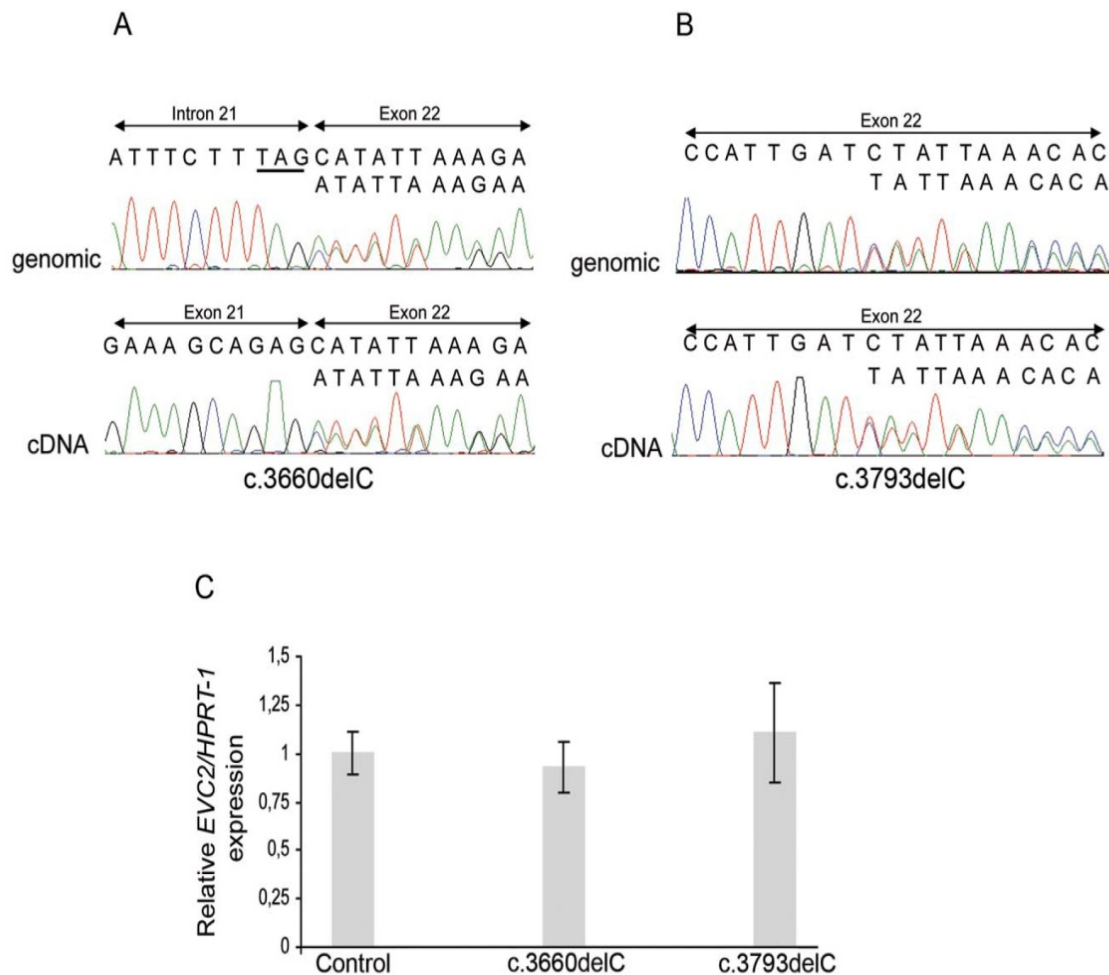 A
Intron 21 Exon 22
ATTTCTTTAGCATATTAAAGA
ATATTAAAGAA
genomic
Exon 21 Exon 22
GAAAGCAGAGCATATTAAAGA
ATATTAAAGAA
cDNA
c.3660delC
B
Exon 22
CCATTGATCTATTAAACAC
TATTAAACACA
genomic
Exon 22
CCATTGATCTATTAAACAC
TATTAAACACA
cDNA
c.3793delC
C
Relative EVC2/HPRT-1
expression
1,5
1,25
1
0,75
0,5
0,25
0
Control c.3660delC c.3793delC